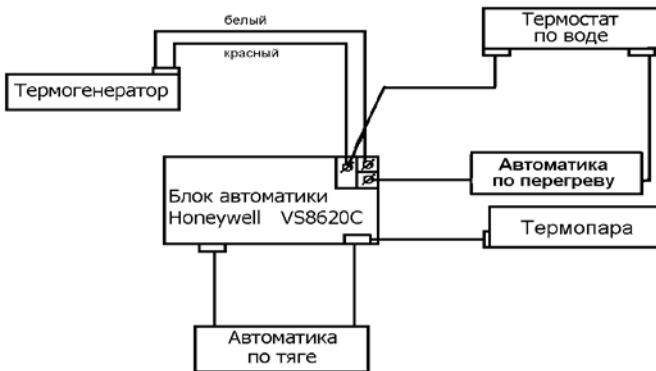 белый
красный
Термостат
по воде
Термогенератор
Автоматика
по перегреву
Блок автоматики
Honeywell VS8620C
Термопара
Автоматика
по тяге